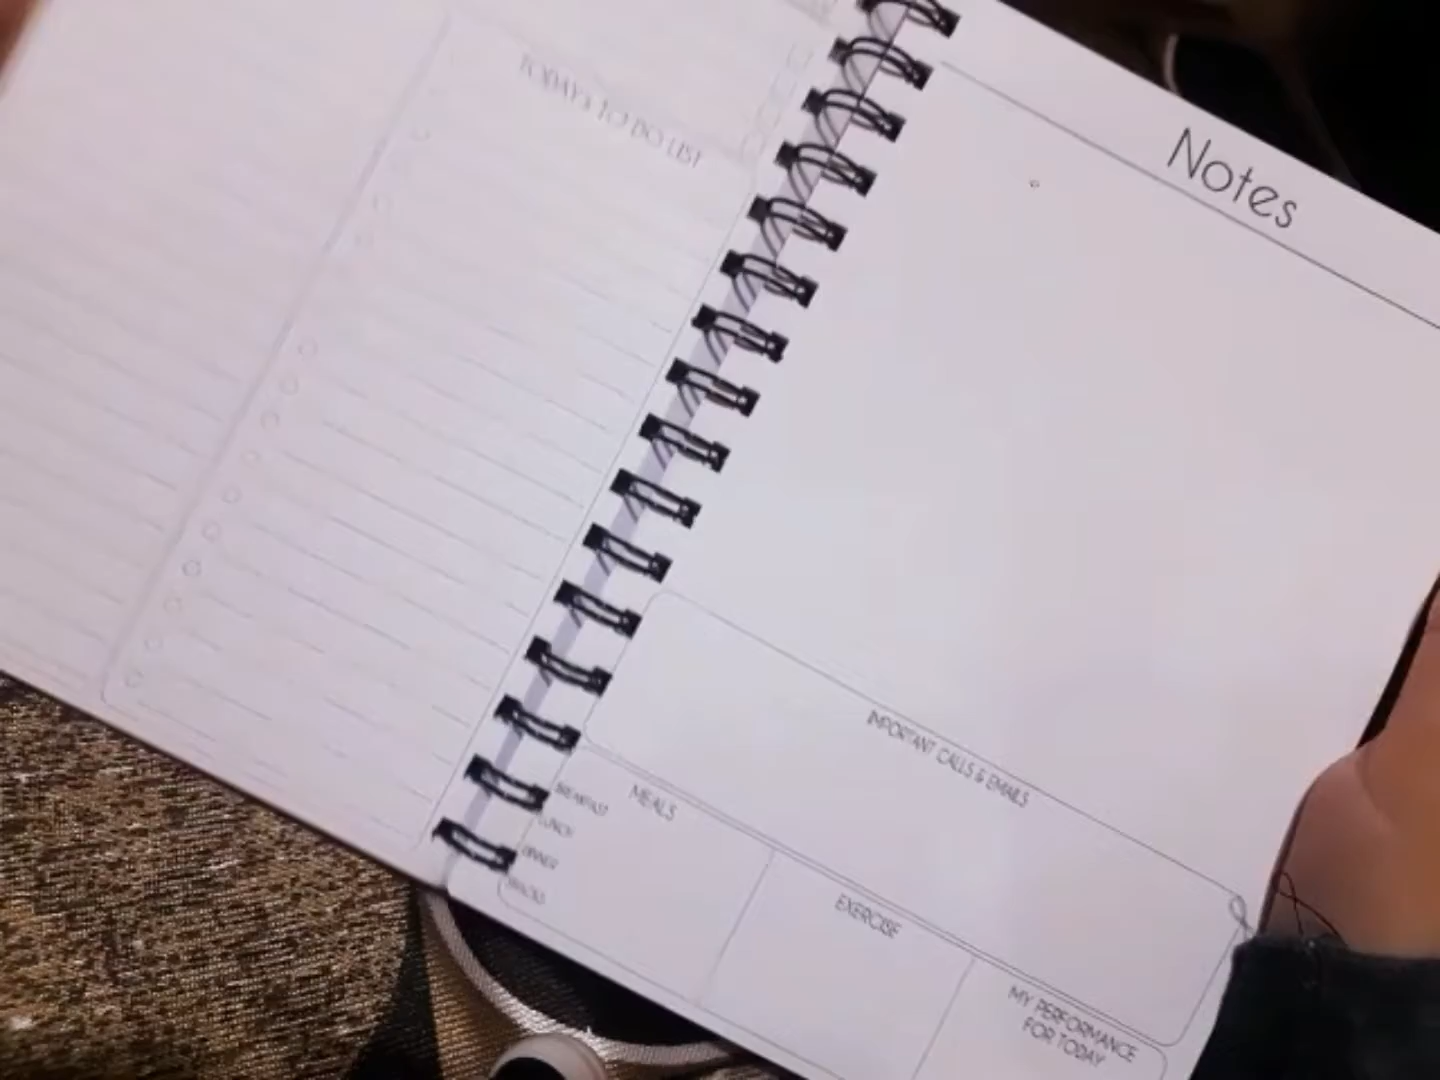 TODAY'S TO DO LIST
Notes
IMPORTANT CALLS & EMAILS
MEALS
BREAKFAST
LUNCH
DINNER
SNACKS
EXERCISE
MY PERFORMANCE
FOR TODAY